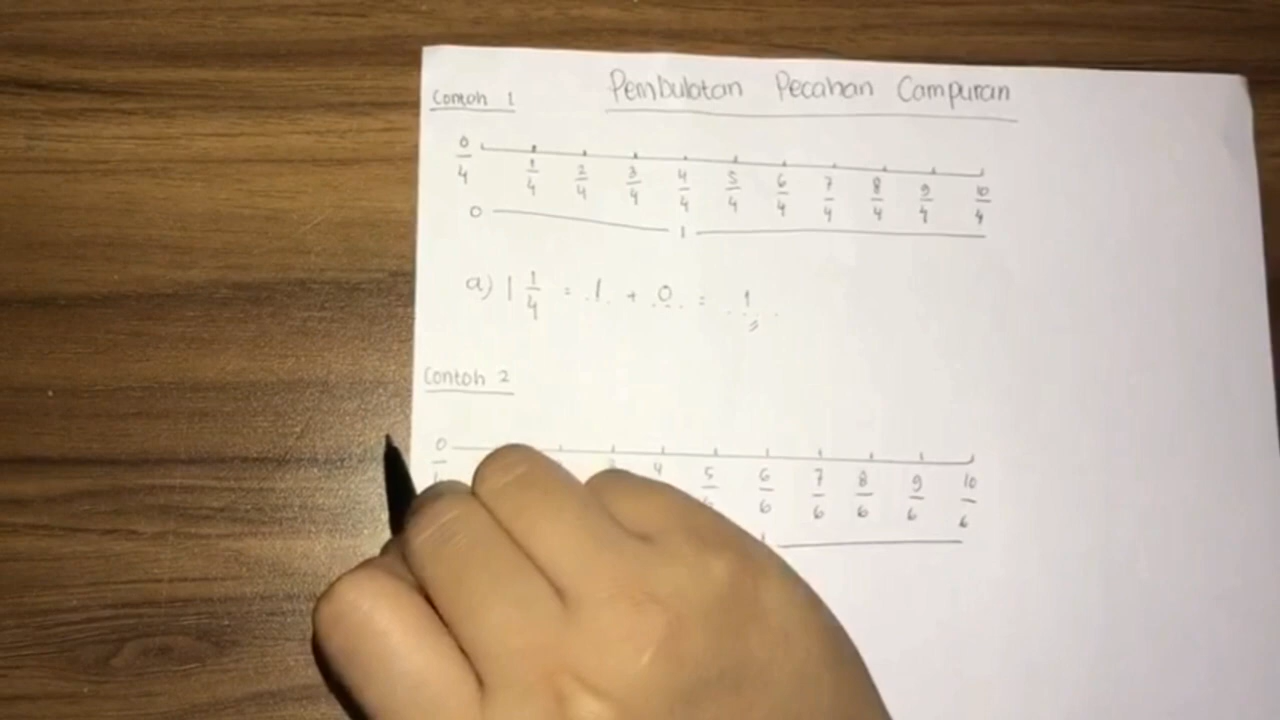 Pembulatan Pecahan Campuran
Contoh 1
0/4 1/4 2/4 3/4 4/4 5/4 6/4 7/4 8/4 9/4 10/4
0 1
a) 1 1/4 = .1. + .0. = .1.
Contoh 2
0 4 5/6 6/6 7/6 8/6 9/6 10/6